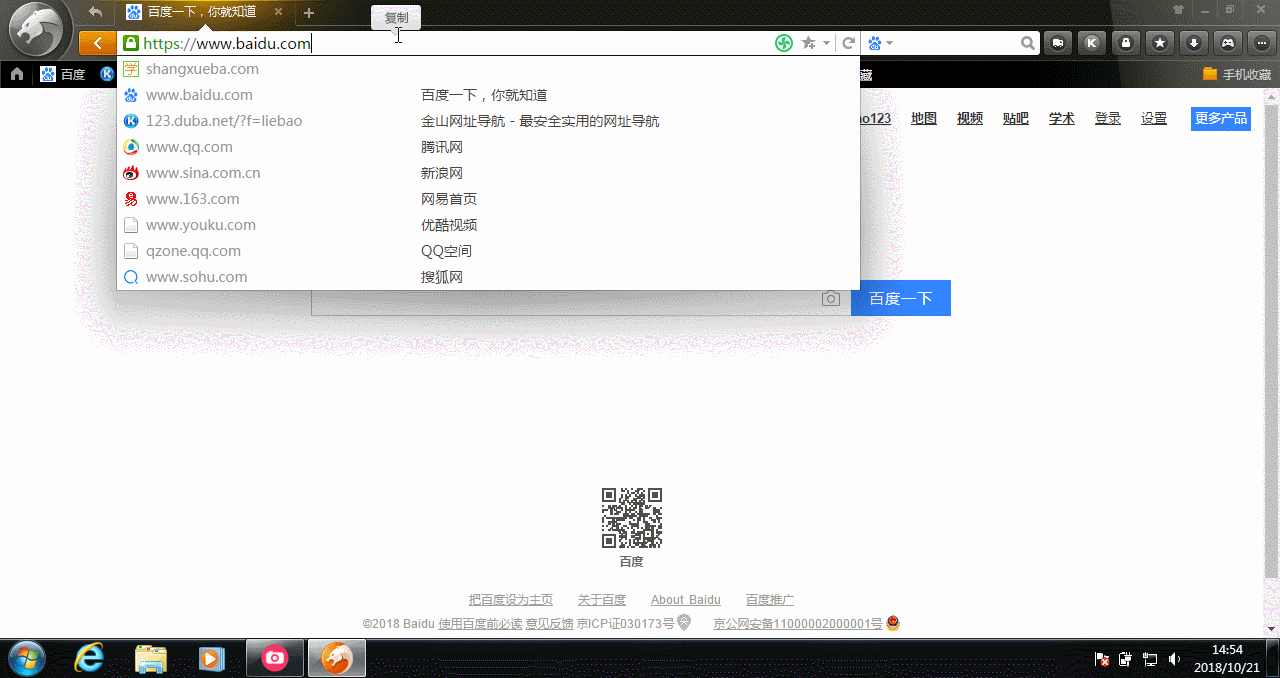 百度一下，你就知道
复制
https://www.baidu.com
百度
藏
手机收藏
shangxueba.com
www.baidu.com 百度一下，你就知道
123.duba.net/?f=liebao 金山网址导航 - 最安全实用的网址导航
www.qq.com 腾讯网
www.sina.com.cn 新浪网
www.163.com 网易首页
www.youku.com 优酷视频
qzone.qq.com QQ空间
www.sohu.com 搜狐网
ao123 地图 视频 贴吧 学术 登录 设置 更多产品
百度一下
百度
把百度设为主页 关于百度 About Baidu 百度推广
©2018 Baidu 使用百度前必读 意见反馈 京ICP证030173号 京公网安备11000002000001号
14:54
2018/10/21